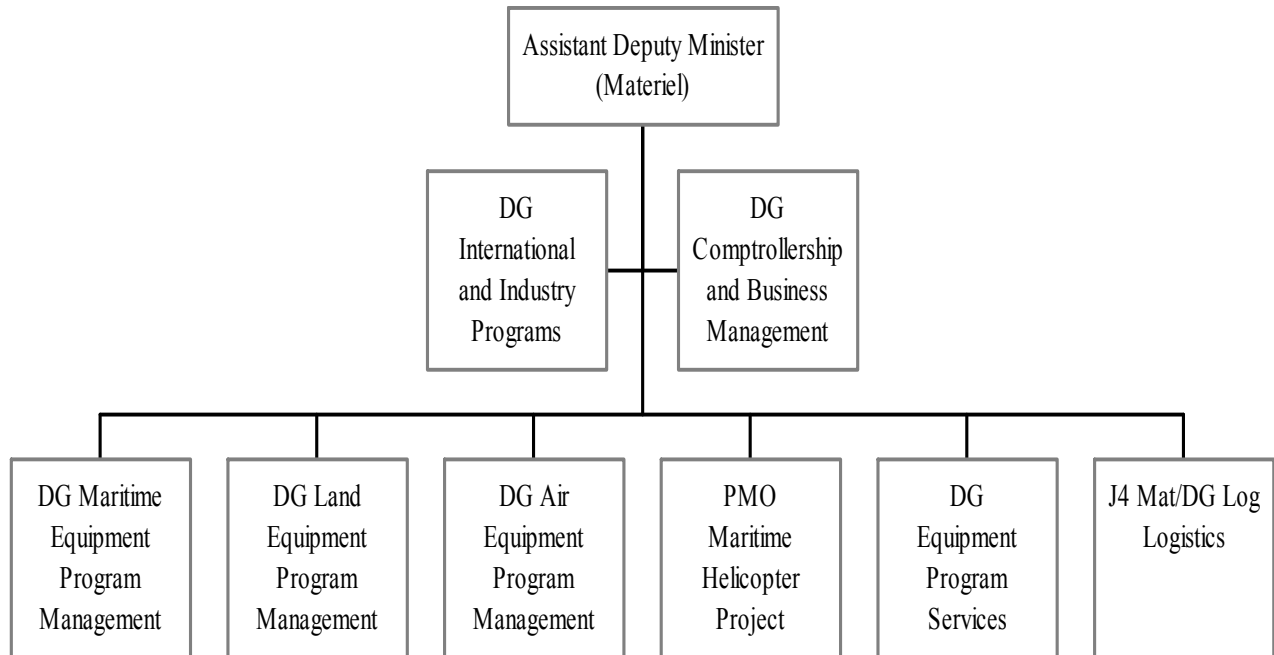 Assistant Deputy Minister
(Materiel)
DG
International
and Industry
Programs
DG
Comptrollership
and Business
Management
DG Maritime
Equipment
Program
Management
DG Land
Equipment
Program
Management
DG Air
Equipment
Program
Management
PMO
Maritime
Helicopter
Project
DG
Equipment
Program
Services
J4 Mat/DG Log
Logistics